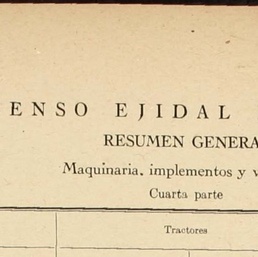 ENSO EJIDAL
RESUMEN GENERA
Maquinaria, implementos y v
Cuarta parte
Tractores